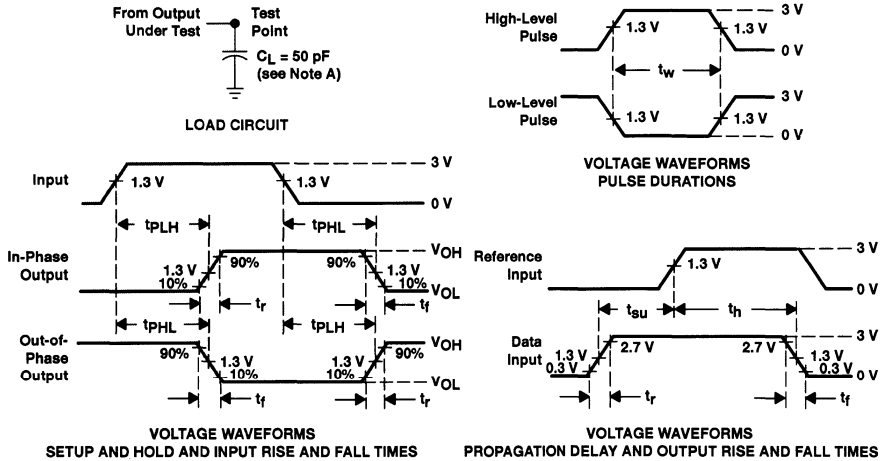 From Output
Under Test
Test
Point
CL = 50 pF
(see Note A)
LOAD CIRCUIT
High-Level
Pulse
1.3 V
1.3 V
3 V
0 V
tw
Low-Level
Pulse
1.3 V
1.3 V
3 V
0 V
VOLTAGE WAVEFORMS
PULSE DURATIONS
Input
1.3 V
1.3 V
3 V
0 V
tPLH
tPHL
In-Phase
Output
1.3 V
10%
90%
90%
1.3 V
10%
VOH
VOL
tr
tf
tPHL
tPLH
Out-of-
Phase
Output
90%
1.3 V
10%
1.3 V
10%
90%
VOH
VOL
tf
tr
VOLTAGE WAVEFORMS
SETUP AND HOLD AND INPUT RISE AND FALL TIMES
Reference
Input
1.3 V
3 V
0 V
tsu
th
Data
Input
1.3 V
0.3 V
2.7 V
2.7 V
1.3 V
0.3 V
3 V
0 V
tr
tf
VOLTAGE WAVEFORMS
PROPAGATION DELAY AND OUTPUT RISE AND FALL TIMES